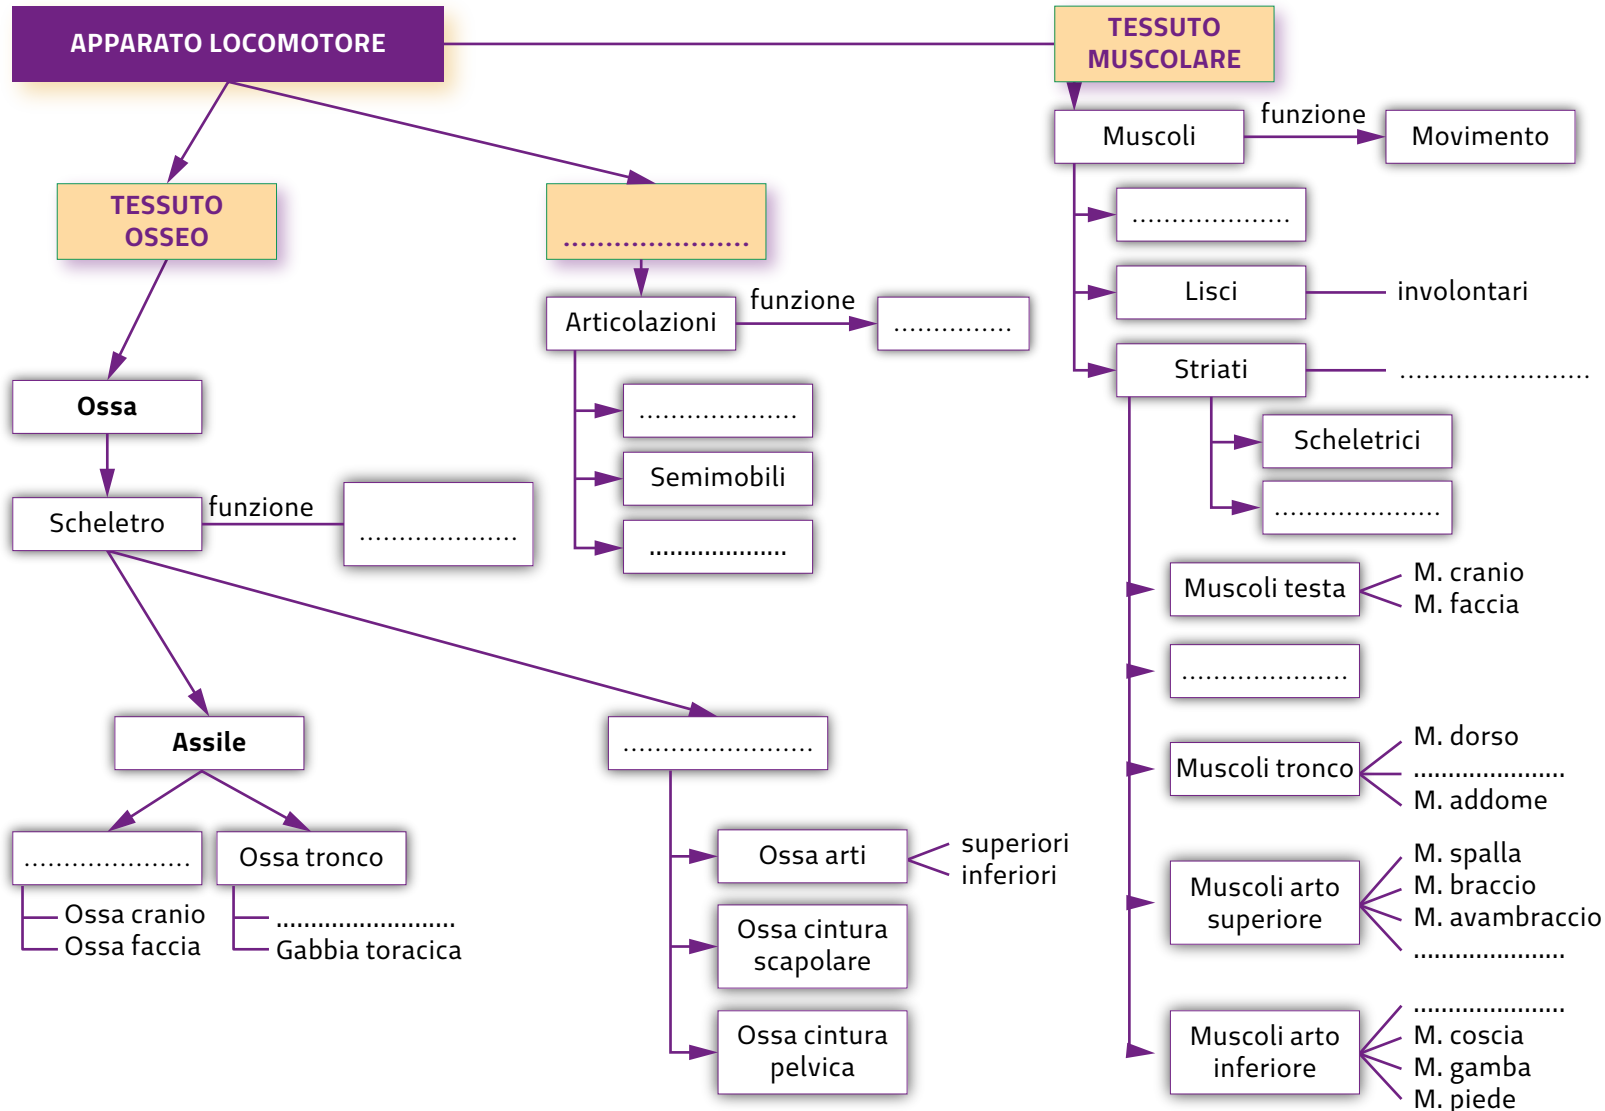 APPARATO LOCOMOTORE
TESSUTO
MUSCOLARE
Muscoli
funzione
Movimento
.....................
Lisci
involontari
Striati
.........................
Scheletrici
......................
Muscoli testa
M. cranio
M. faccia
......................
Muscoli tronco
M. dorso
......................
M. addome
Muscoli arto
superiore
M. spalla
M. braccio
M. avambraccio
......................
Muscoli arto
inferiore
......................
M. coscia
M. gamba
M. piede
TESSUTO
OSSEO
Ossa
Scheletro
funzione
.....................
Assile
......................
Ossa cranio
Ossa faccia
Ossa tronco
..........................
Gabbia toracica
......................
Articolazioni
funzione
................
.....................
Semimobili
....................
.........................
Ossa arti
superiori
inferiori
Ossa cintura
scapolare
Ossa cintura
pelvica